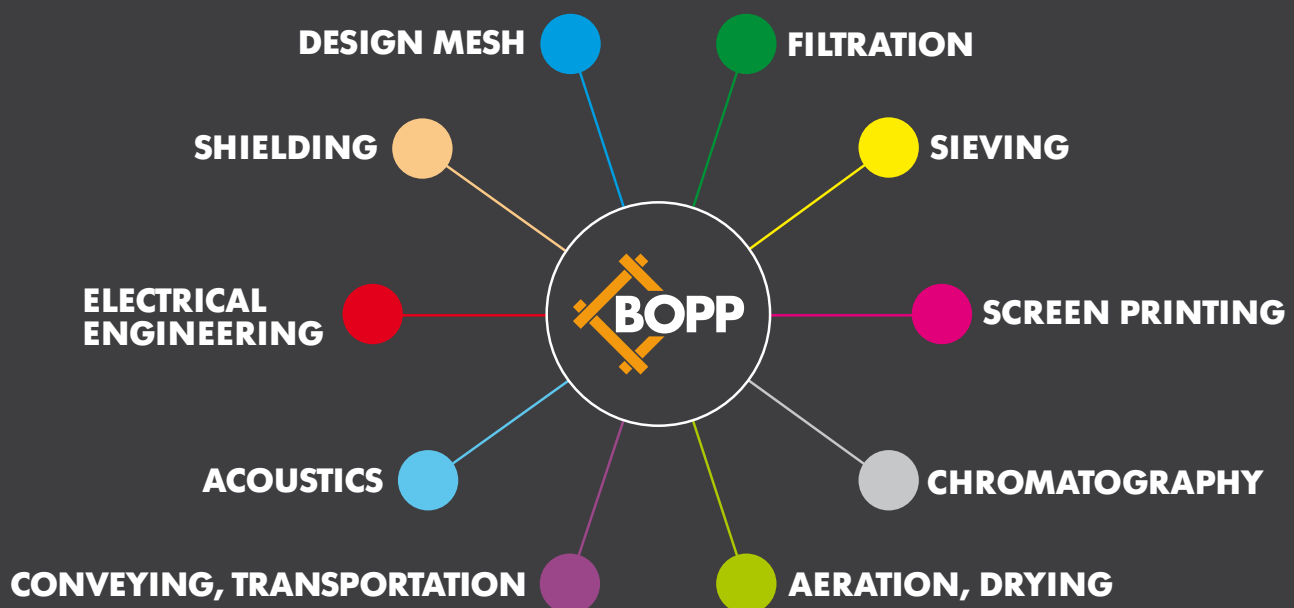 DESIGN MESH
FILTRATION
SHIELDING
SIEVING
ELECTRICAL
ENGINEERING
BOPP
SCREEN PRINTING
ACOUSTICS
CHROMATOGRAPHY
CONVEYING, TRANSPORTATION
AERATION, DRYING